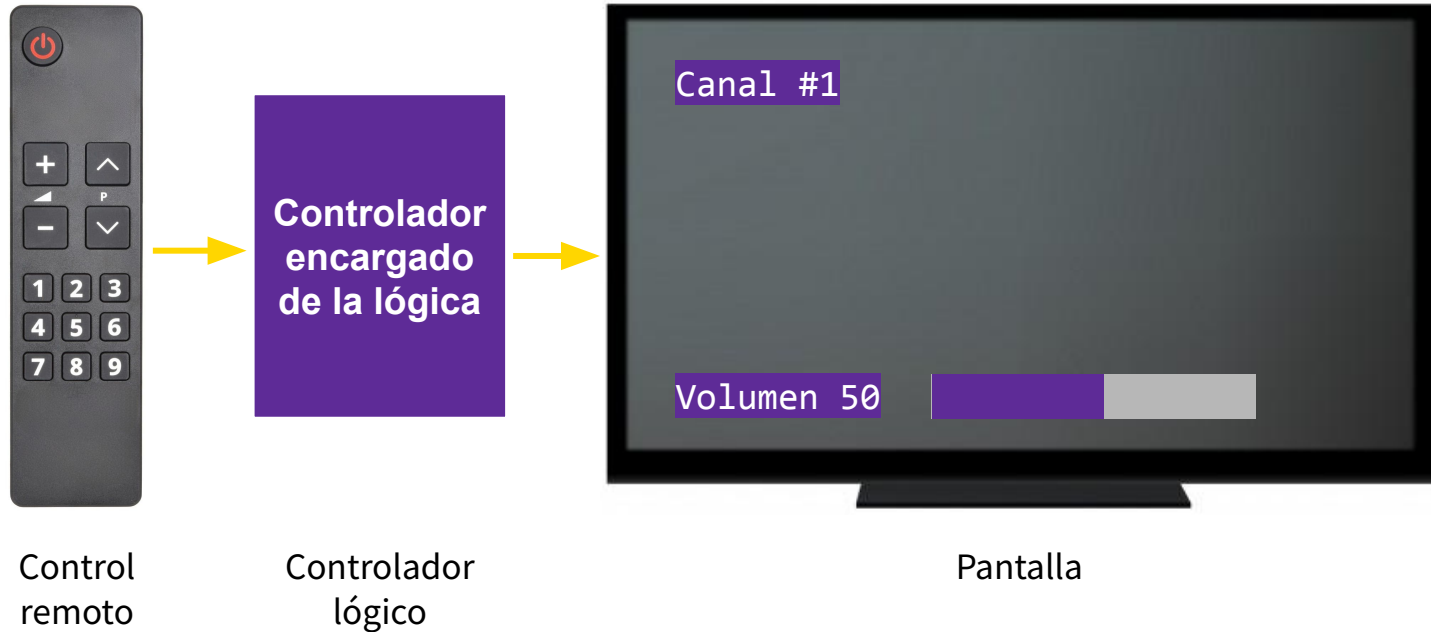 +
P
-
1 2 3
4 5 6
7 8 9
Controlador
encargado
de la lógica
Canal #1
Volumen 50
Control
remoto
Controlador
lógico
Pantalla